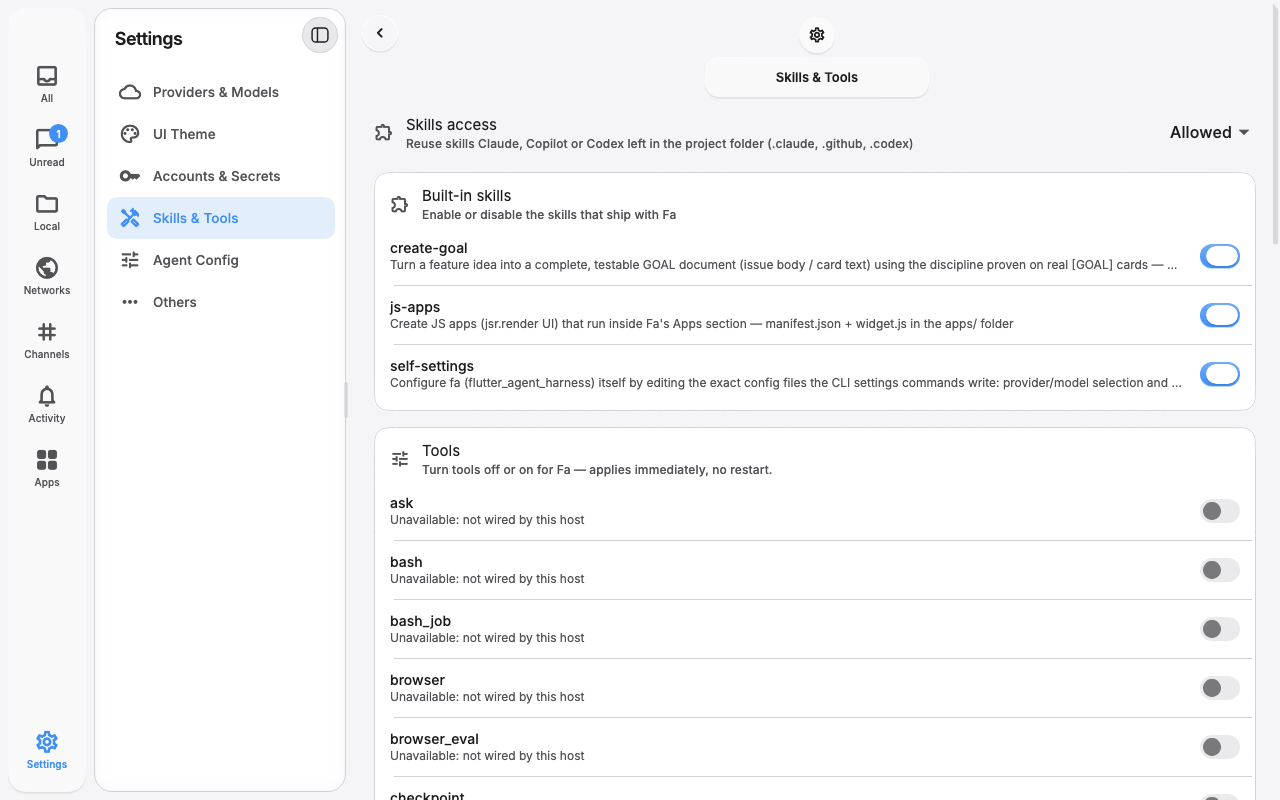 Settings
All
1
Unread
Local
Networks
Channels
Activity
Apps
Settings
Providers & Models
UI Theme
Accounts & Secrets
Skills & Tools
Agent Config
Others
Skills & Tools
Skills access
Reuse skills Claude, Copilot or Codex left in the project folder (.claude, .github, .codex)
Allowed
Built-in skills
Enable or disable the skills that ship with Fa
create-goal
Turn a feature idea into a complete, testable GOAL document (issue body / card text) using the discipline proven on real [GOAL] cards — ...
js-apps
Create JS apps (jsr.render UI) that run inside Fa's Apps section — manifest.json + widget.js in the apps/ folder
self-settings
Configure fa (flutter_agent_harness) itself by editing the exact config files the CLI settings commands write: provider/model selection and ...
Tools
Turn tools off or on for Fa — applies immediately, no restart.
ask
Unavailable: not wired by this host
bash
Unavailable: not wired by this host
bash_job
Unavailable: not wired by this host
browser
Unavailable: not wired by this host
browser_eval
Unavailable: not wired by this host
checkpoint